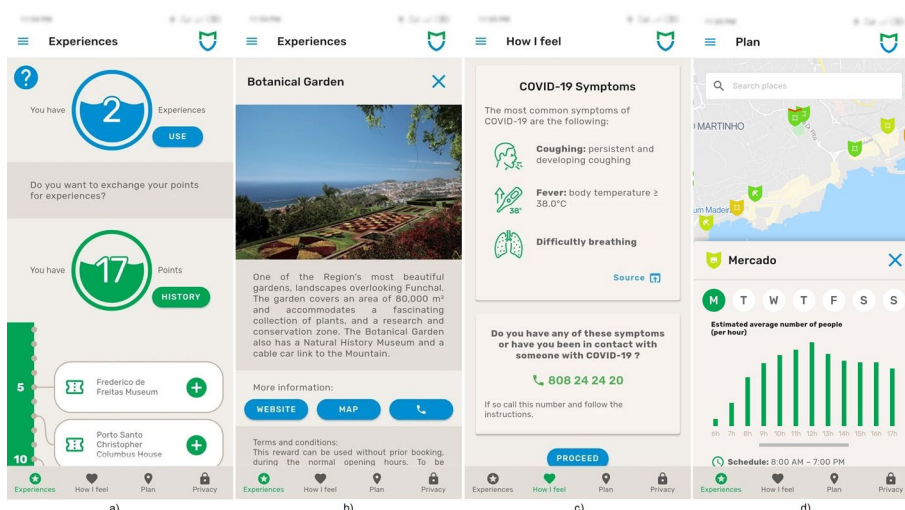 Experiences
?
You have
2
Experiences
USE
Do you want to exchange your points
for experiences?
You have
17
Points
HISTORY
5
Frederico de
Freitas Museum
Porto Santo
Christopher
Columbus House
10
Experiences
How I feel
Plan
Privacy
a)
Experiences
Botanical Garden
One of the Region's most beautiful
gardens, landscapes overlooking Funchal.
The garden covers an area of 80,000 m²
and accommodates a fascinating
collection of plants, and a research and
conservation zone. The Botanical Garden
also has a Natural History Museum and a
cable car link to the Mountain.
More information:
WEBSITE
MAP
Terms and conditions:
This reward can be used without prior booking,
during the normal opening hours. To be
Experiences
How I feel
Plan
Privacy
b)
How I feel
COVID-19 Symptoms
The most common symptoms of
COVID-19 are the following:
Coughing: persistent and
developing coughing
38°
Fever: body temperature ≥
38.0°C
Difficultly breathing
Source
Do you have any of these symptoms
or have you been in contact with
someone with COVID-19 ?
808 24 24 20
If so call this number and follow the
instructions.
PROCEED
Experiences
How I feel
Plan
Privacy
c)
Plan
Search places
MARTINHO
um Madeira
Mercado
M T W T F S S
Estimated average number of people
(per hour)
6h 7h 8h 9h 10h 11h 12h 13h 14h 15h 16h 17h
Schedule: 8:00 AM – 7:00 PM
Experiences
How I feel
Plan
Privacy
d)